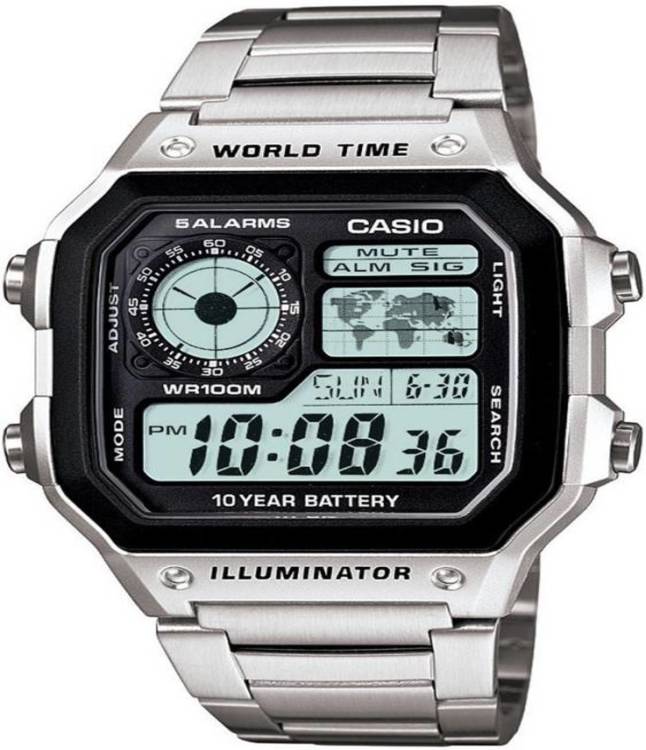 WORLD TIME
5 ALARMS
CASIO
MUTE
ALM SIG
60
05
10
15
20
25
30
35
40
45
50
55
ADJUST
LIGHT
WR100M
SUN
6-30
MODE
SEARCH
PM 10:08 36
10 YEAR BATTERY
ILLUMINATOR